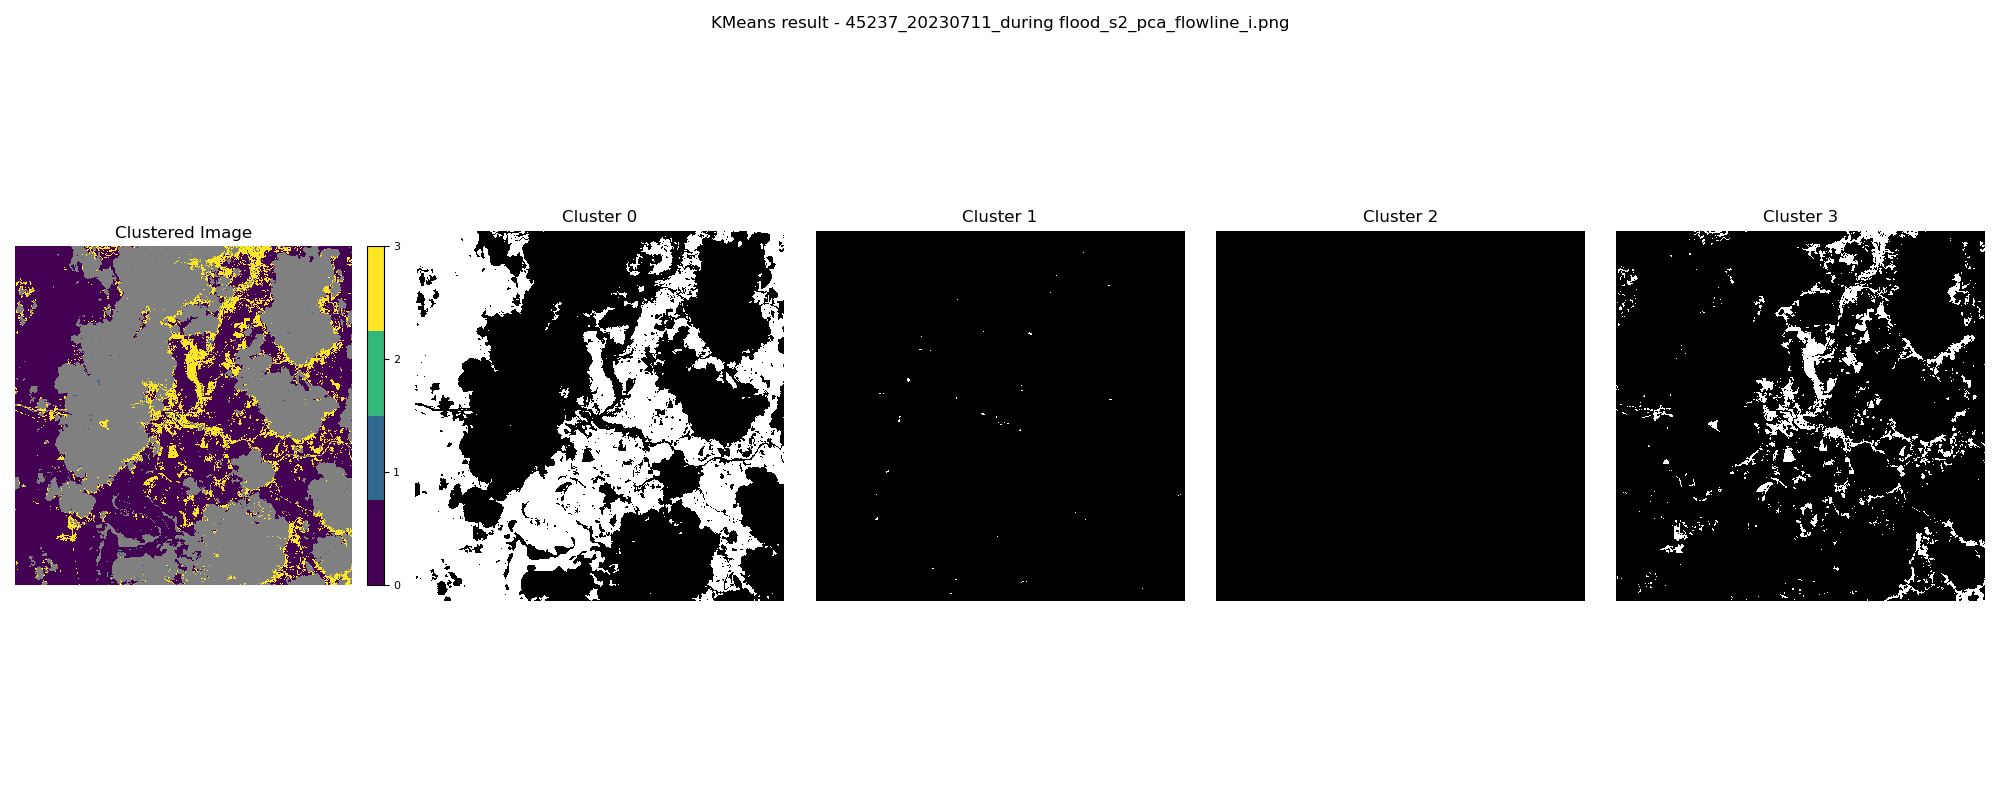 KMeans result - 45237_20230711_during flood_s2_pca_flowline_i.png
Clustered Image
Cluster 0
Cluster 1
Cluster 2
Cluster 3
3
2
1
0